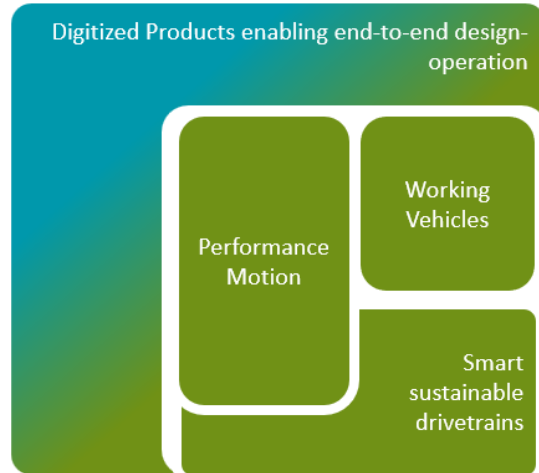 Digitized Products enabling end-to-end design-
operation
Performance
Motion
Working
Vehicles
Smart
sustainable
drivetrains